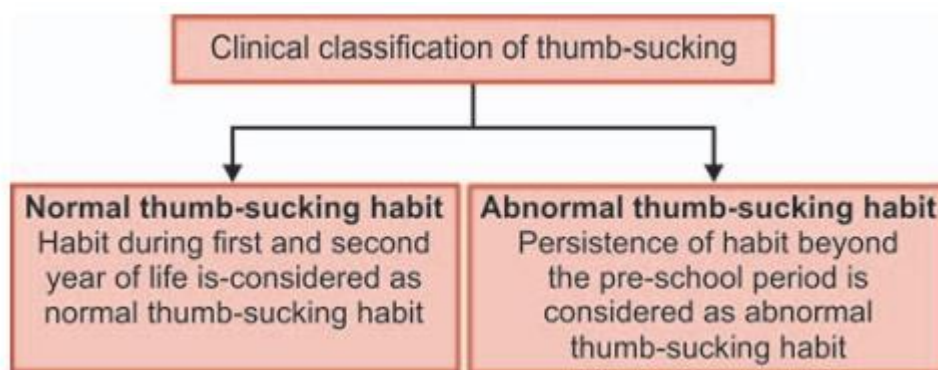 Clinical classification of thumb-sucking
Normal thumb-sucking habit
Habit during first and second
year of life is-considered as
normal thumb-sucking habit
Abnormal thumb-sucking habit
Persistence of habit beyond
the pre-school period is
considered as abnormal
thumb-sucking habit